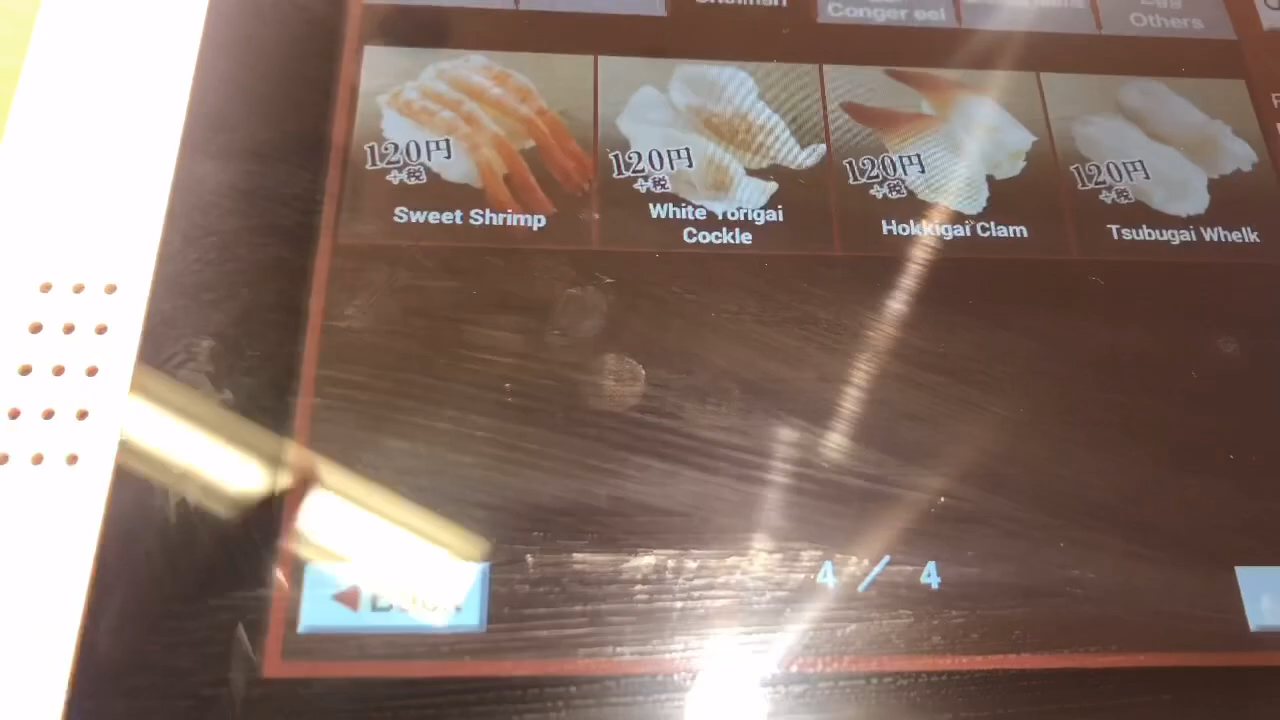 Conger eel
Egg
Others
120円
+税
Sweet Shrimp
120円
+税
White Torigai
Cockle
120円
+税
Hokkigai Clam
120円
+税
Tsubugai Whelk
4 / 4